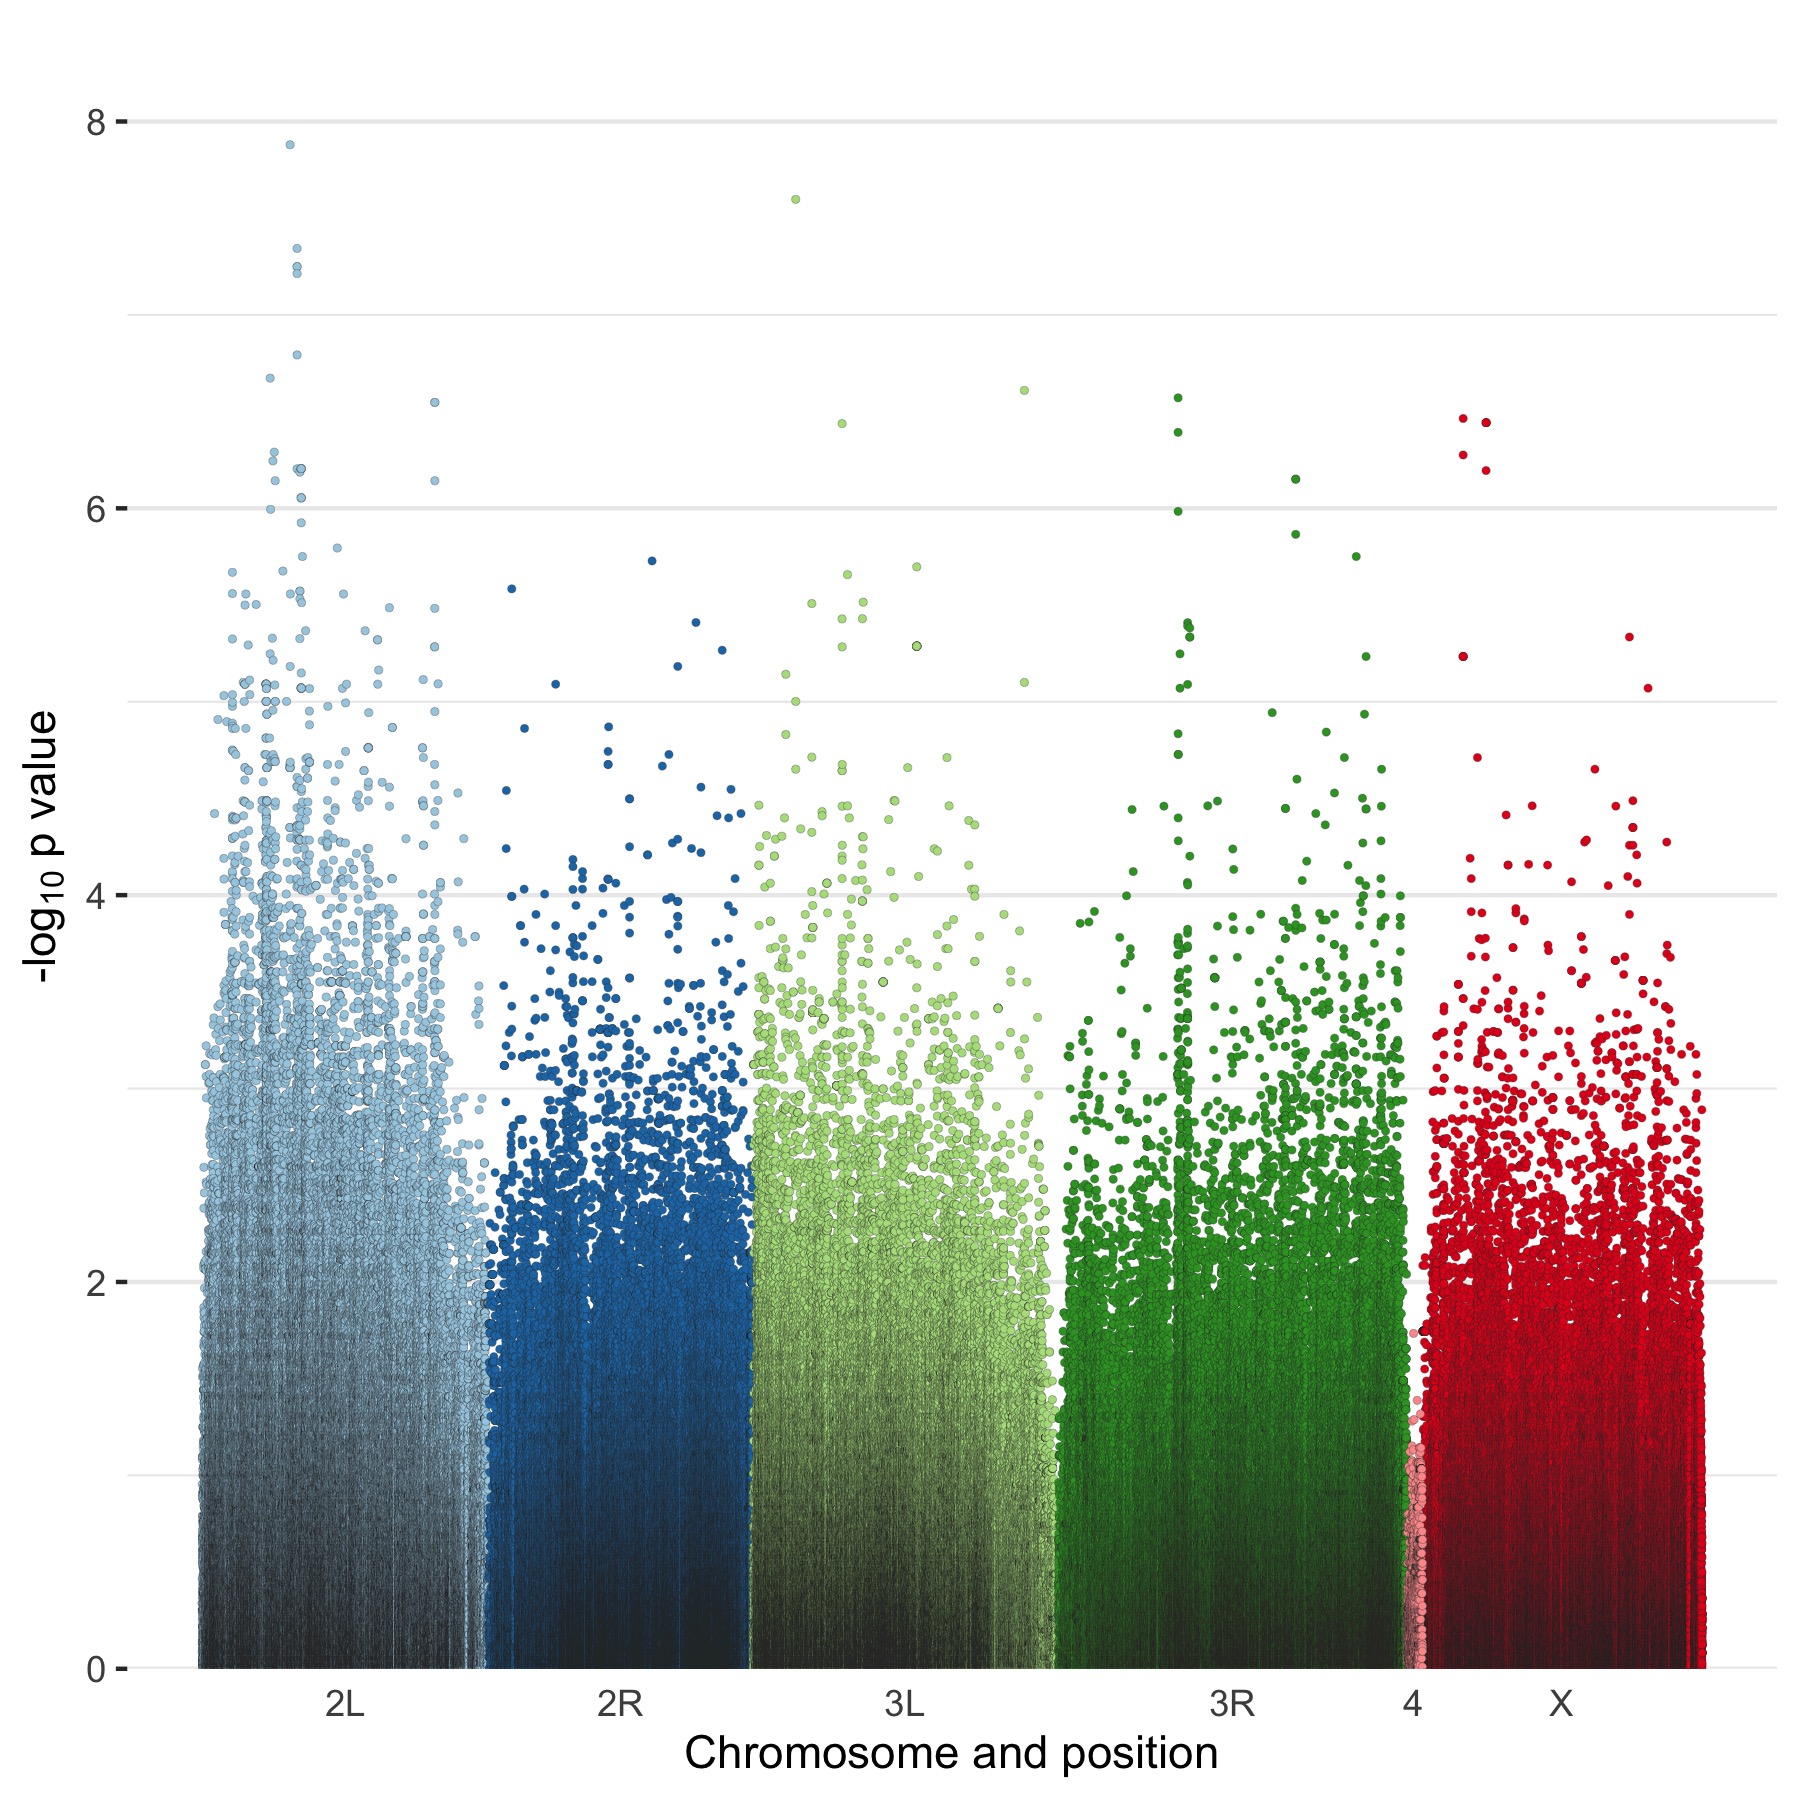 8
6
4
2
0
-log₁₀ p value
2L 2R 3L 3R 4 X
Chromosome and position